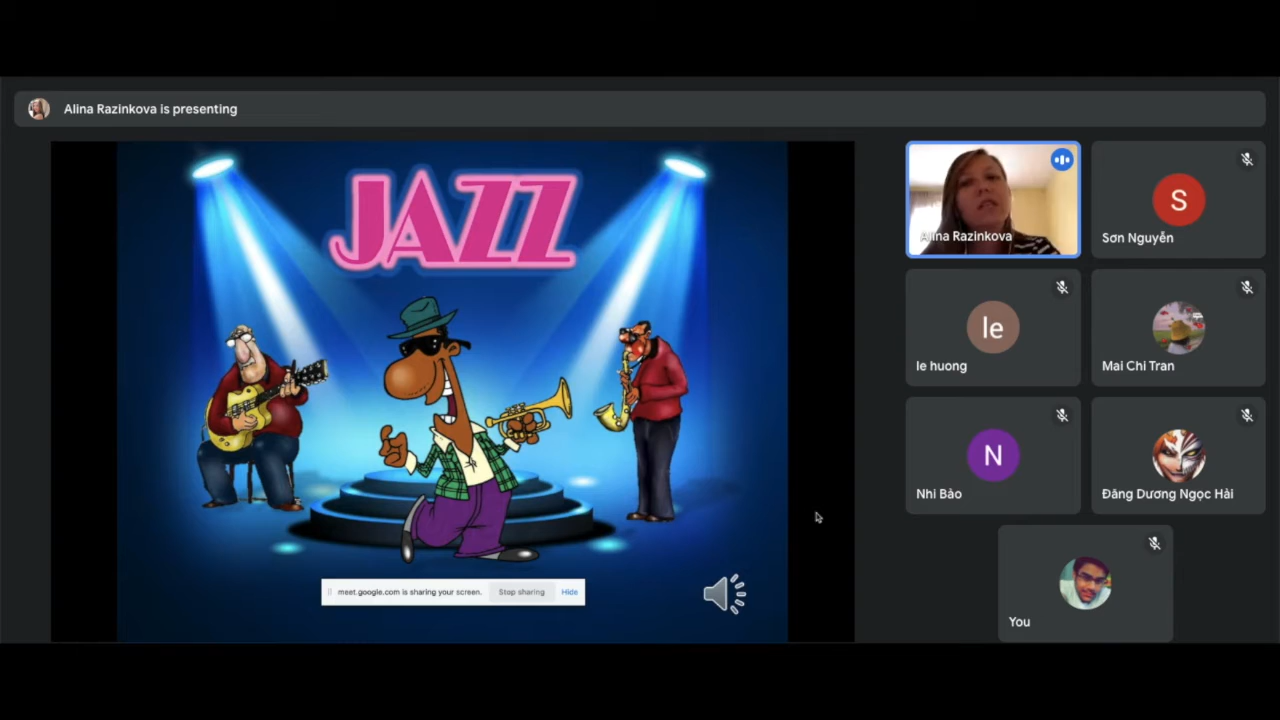 Alina Razinkova is presenting
JAZZ
meet.google.com is sharing your screen. Stop sharing Hide
Alina Razinkova
S
Sơn Nguyễn
le
le huong
Mai Chi Tran
N
Nhi Bảo
Đăng Dương Ngọc Hải
You